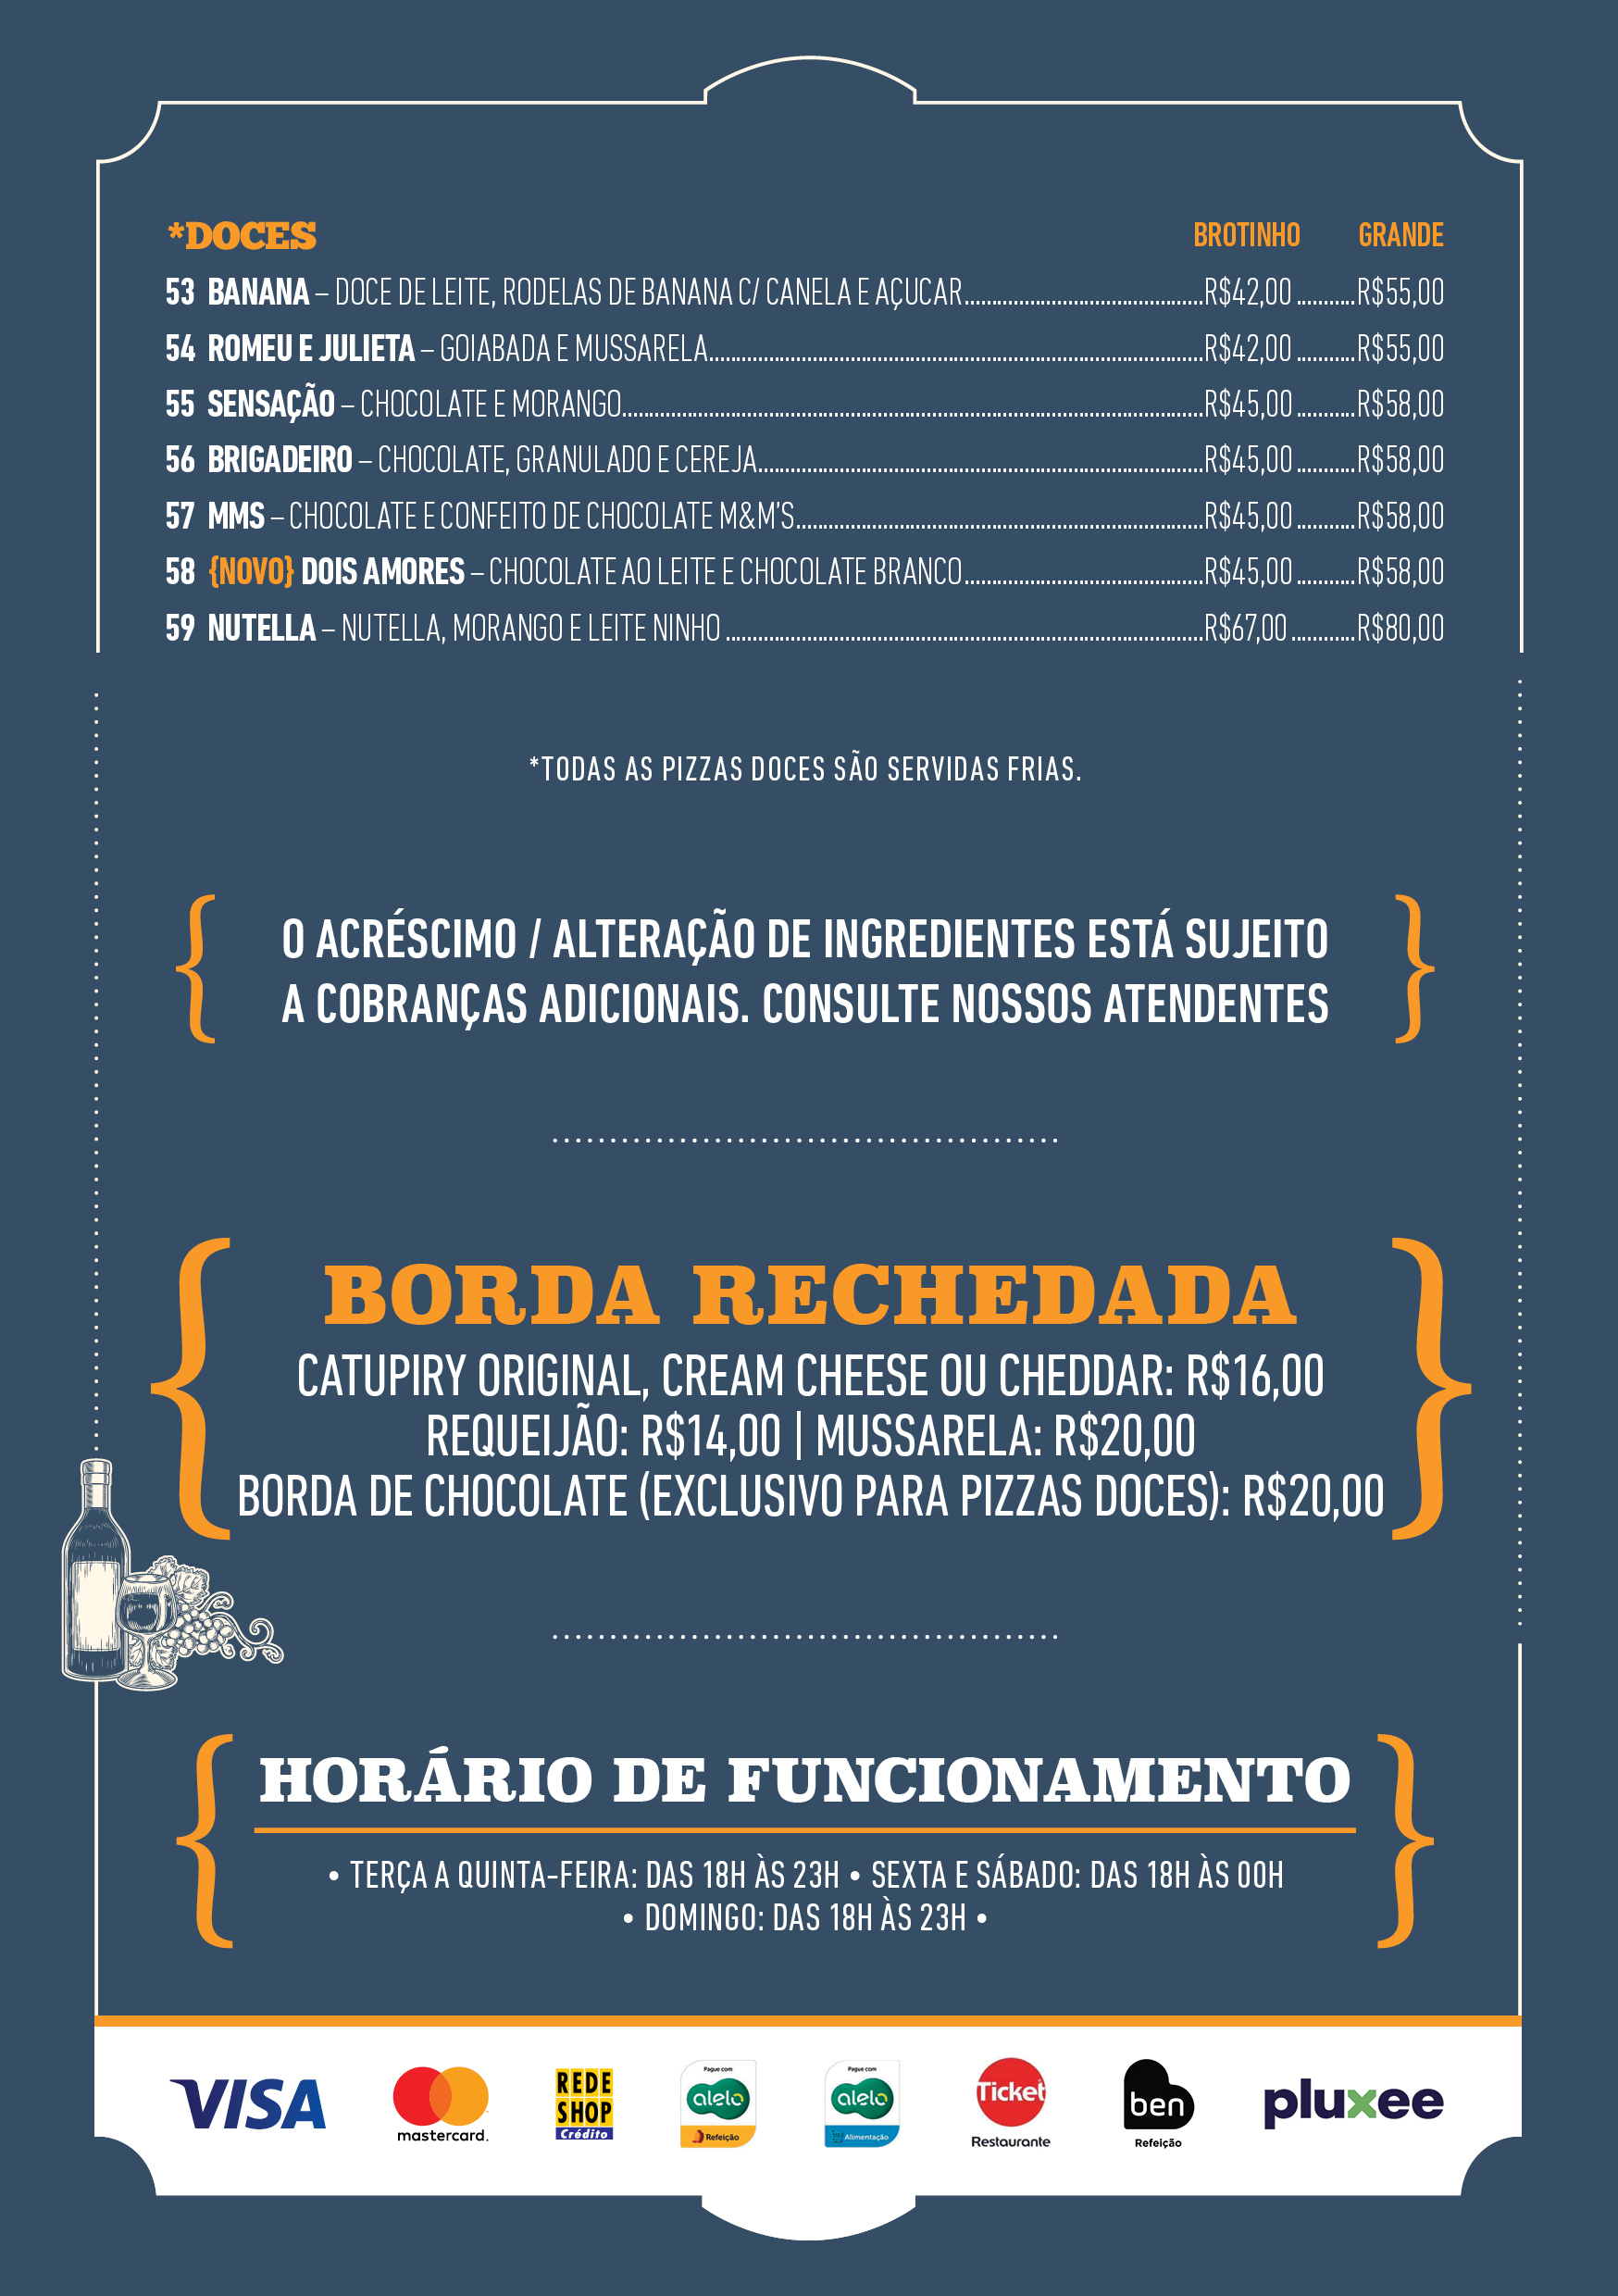 *DOCES BROTINHO GRANDE
53 BANANA – DOCE DE LEITE, RODELAS DE BANANA C/ CANELA E AÇUCAR............................................R$42,00...........R$55,00
54 ROMEU E JULIETA – GOIABADA E MUSSARELA............................................R$42,00...........R$55,00
55 SENSAÇÃO – CHOCOLATE E MORANGO............................................R$45,00...........R$58,00
56 BRIGADEIRO – CHOCOLATE, GRANULADO E CEREJA............................................R$45,00...........R$58,00
57 MMS – CHOCOLATE E CONFEITO DE CHOCOLATE M&M'S............................................R$45,00...........R$58,00
58 {NOVO} DOIS AMORES – CHOCOLATE AO LEITE E CHOCOLATE BRANCO............................................R$45,00...........R$58,00
59 NUTELLA – NUTELLA, MORANGO E LEITE NINHO............................................R$67,00............R$80,00
*TODAS AS PIZZAS DOCES SÃO SERVIDAS FRIAS.
O ACRÉSCIMO / ALTERAÇÃO DE INGREDIENTES ESTÁ SUJEITO
A COBRANÇAS ADICIONAIS. CONSULTE NOSSOS ATENDENTES
BORDA RECHEDADA
CATUPIRY ORIGINAL, CREAM CHEESE OU CHEDDAR: R$16,00
REQUEIJÃO: R$14,00 | MUSSARELA: R$20,00
BORDA DE CHOCOLATE (EXCLUSIVO PARA PIZZAS DOCES): R$20,00
HORÁRIO DE FUNCIONAMENTO
• TERÇA A QUINTA-FEIRA: DAS 18H ÀS 23H • SEXTA E SÁBADO: DAS 18H ÀS 00H
• DOMINGO: DAS 18H ÀS 23H •
VISA
mastercard.
REDE
SHOP
Crédito
Pague com
alelo
Refeição
Pague com
alelo
Alimentação
Ticket
Restaurante
ben
Refeição
pluxee